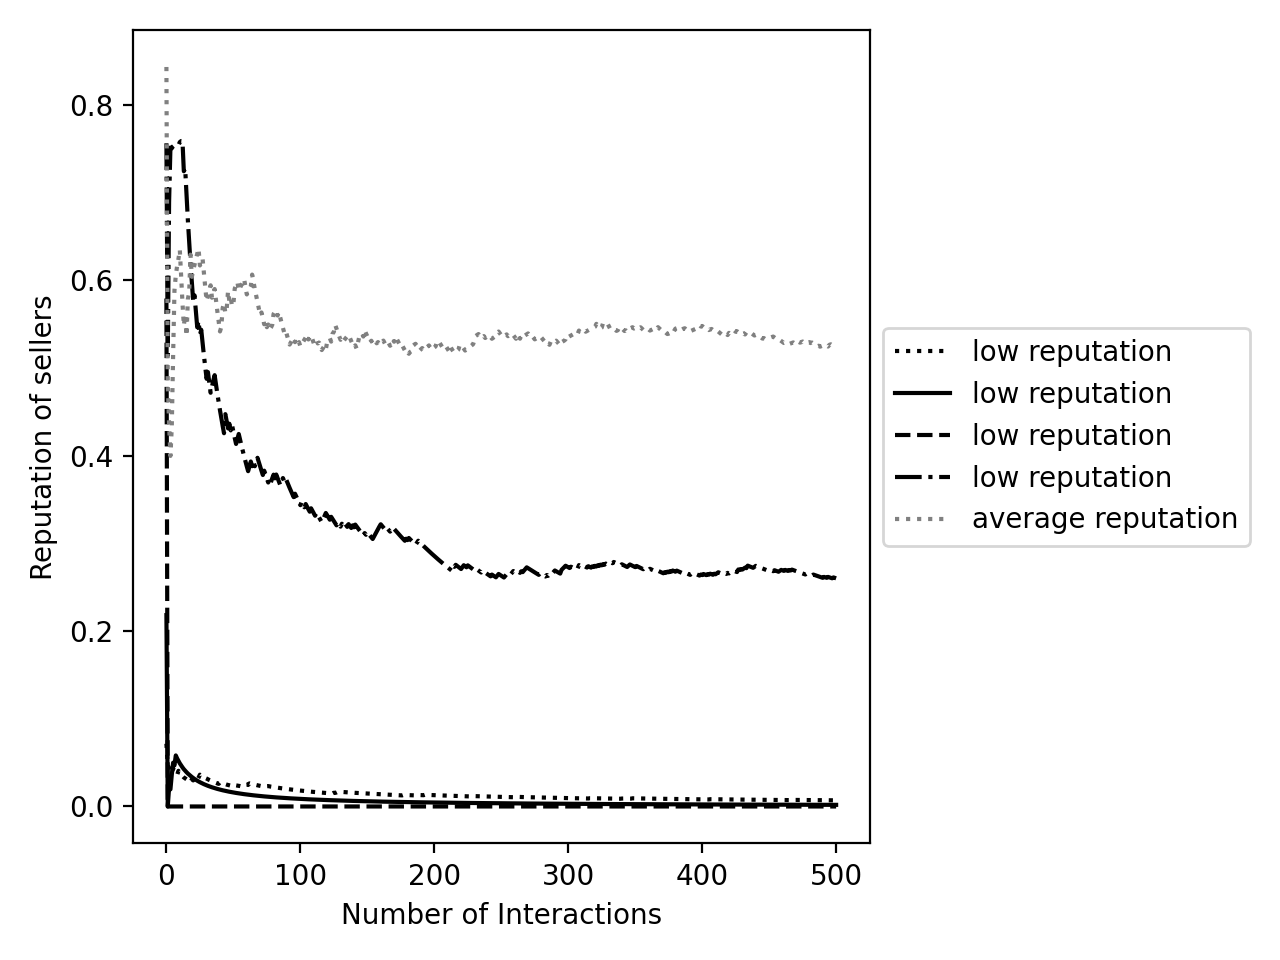 0.8
0.6
0.4
0.2
0.0
Reputation of sellers
0
100
200
300
400
500
Number of Interactions
low reputation
low reputation
low reputation
low reputation
average reputation